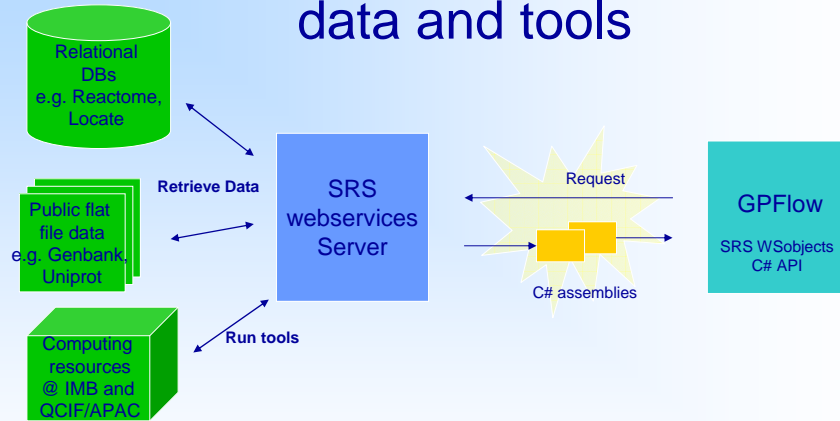 data and tools
Relational
DBs
e.g. Reactome,
Locate
Retrieve Data
Public flat
file data
e.g. Genbank,
Uniprot
Run tools
Computing
resources
@ IMB and
QCIF/APAC
SRS
webservices
Server
Request
C# assemblies
GPFlow
SRS WSobjects
C# API